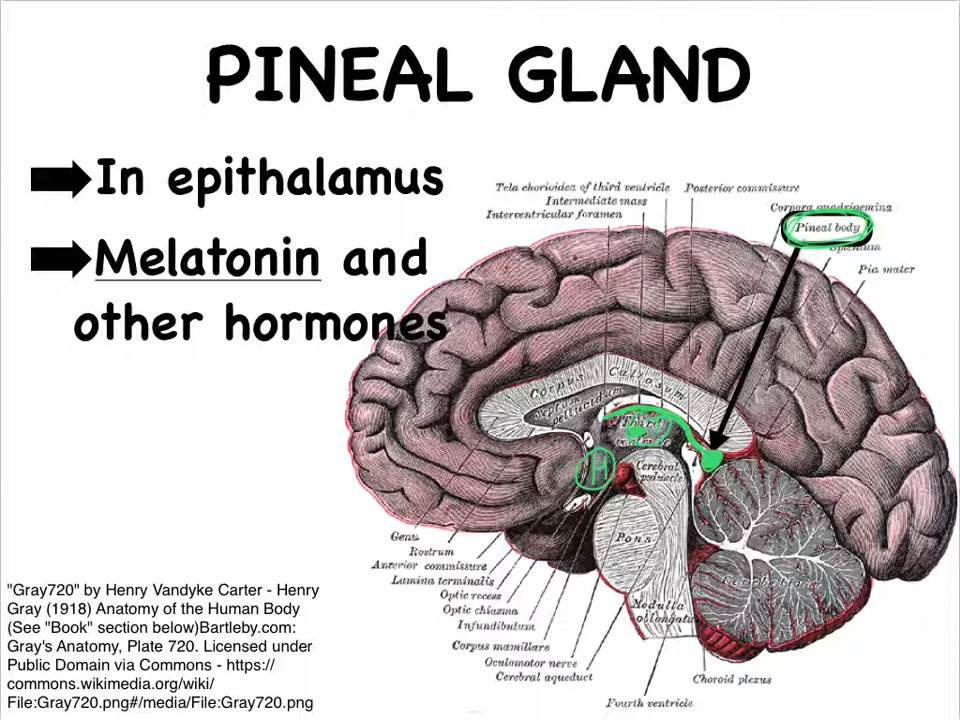 PINEAL GLAND
In epithalamus
Melatonin and
other hormones
Tela chorioidea of third ventricle
Posterior commissure
Intermediate mass
Corpora quadrigemina
Interventricular foramen
Pineal body
Splenium
Pia mater
Corpus Callosum
Septum
pellucidum
Third
ventricle
H
Cerebral
peduncle
Pons
Cerebellum
Medulla
oblongata
Genu
Rostrum
Anterior commissure
Lamina terminalis
Optic recess
Optic chiasma
Infundibulum
Corpus mamillare
Oculomotor nerve
Cerebral aqueduct
Choroid plexus
Fourth ventricle
"Gray720" by Henry Vandyke Carter - Henry
Gray (1918) Anatomy of the Human Body
(See "Book" section below)Bartleby.com:
Gray's Anatomy, Plate 720. Licensed under
Public Domain via Commons - https://
commons.wikimedia.org/wiki/
File:Gray720.png#/media/File:Gray720.png